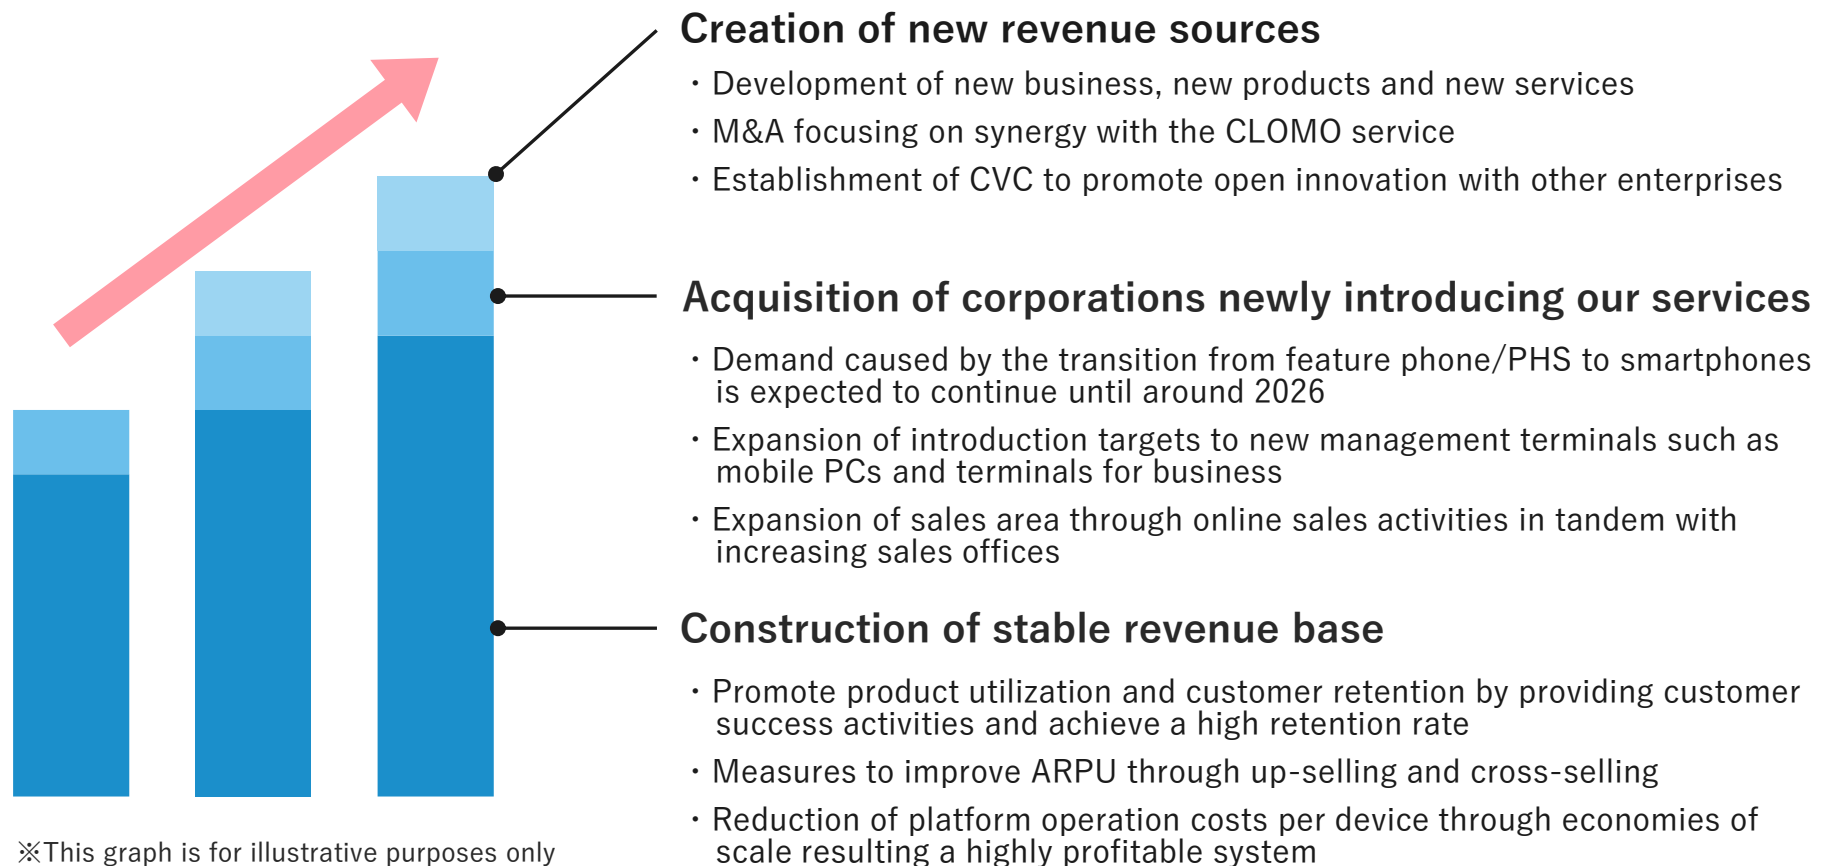 Creation of new revenue sources
・Development of new business, new products and new services
・M&A focusing on synergy with the CLOMO service
・Establishment of CVC to promote open innovation with other enterprises
Acquisition of corporations newly introducing our services
・Demand caused by the transition from feature phone/PHS to smartphones
is expected to continue until around 2026
・Expansion of introduction targets to new management terminals such as
mobile PCs and terminals for business
・Expansion of sales area through online sales activities in tandem with
increasing sales offices
Construction of stable revenue base
・Promote product utilization and customer retention by providing customer
success activities and achieve a high retention rate
・Measures to improve ARPU through up-selling and cross-selling
・Reduction of platform operation costs per device through economies of
scale resulting a highly profitable system
※This graph is for illustrative purposes only